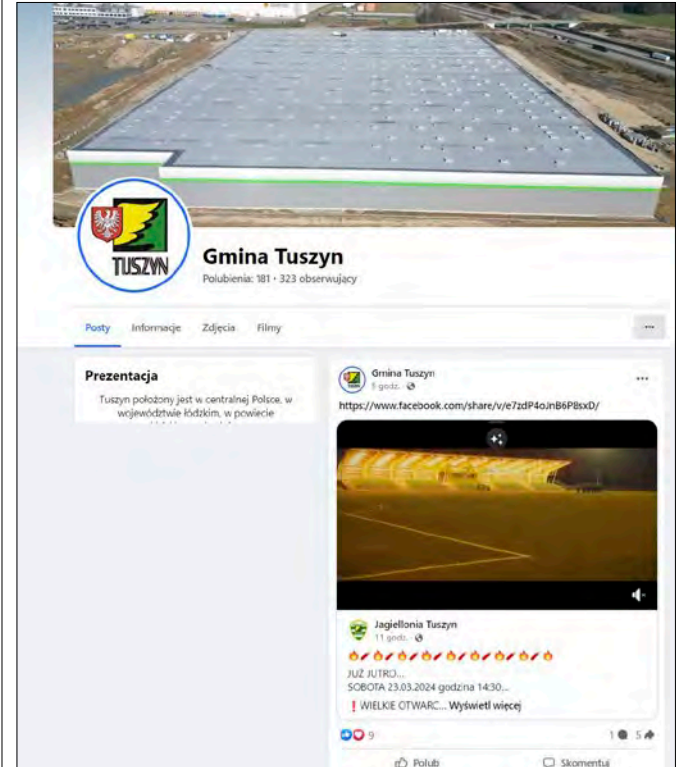 TUSZYN
Gmina Tuszyn
Polubienia: 181 • 323 obserwujący
Posty Informacje Zdjęcia Filmy
Prezentacja
Tuszyn położony jest w centralnej Polsce, w
województwie łódzkim, w powiecie
Gmina Tuszyn
5 godz.
https://www.facebook.com/share/v/e7zdP4oJnB6P8sxD/
Jagiellonia Tuszyn
11 godz.
JUŻ JUTRO...
SOBOTA 23.03.2024 godzina 14:30...
❗ WIELKIE OTWARC... Wyświetl więcej
9 1 5
Polub Skomentuj